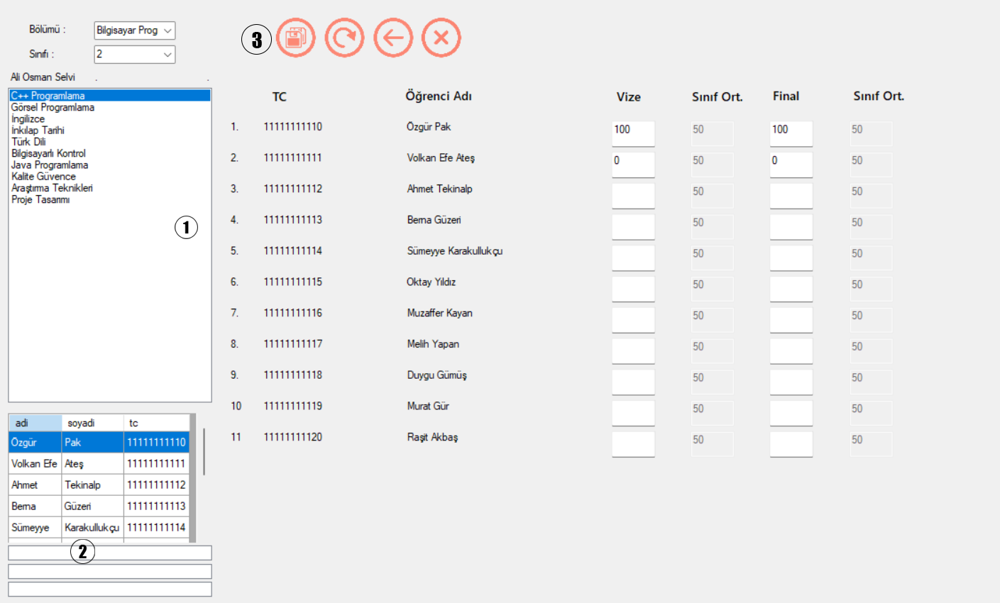 Bölümü :
Bilgisayar Prog
Sınıfı :
2
Ali Osman Selvi
.
.
C++ Programlama
Görsel Programlama
İngilizce
İnkılap Tarihi
Türk Dili
Bilgisayarlı Kontrol
Java Programlama
Kalite Güvence
Araştırma Teknikleri
Proje Tasarımı
1
adi soyadi tc
Özgür Pak 11111111110
Volkan Efe Ateş 11111111111
Ahmet Tekinalp 11111111112
Berna Güzeri 11111111113
Sümeyye Karakullukçu 11111111114
2
3
TC Öğrenci Adı Vize Sınıf Ort. Final Sınıf Ort.
1. 11111111110 Özgür Pak 100 50 100 50
2. 11111111111 Volkan Efe Ateş 0 50 0 50
3. 11111111112 Ahmet Tekinalp 50 50
4. 11111111113 Berna Güzeri 50 50
5. 11111111114 Sümeyye Karakullukçu 50 50
6. 11111111115 Oktay Yıldız 50 50
7. 11111111116 Muzaffer Kayan 50 50
8. 11111111117 Melih Yapan 50 50
9. 11111111118 Duygu Gümüş 50 50
10 11111111119 Murat Gür 50 50
11 11111111120 Raşit Akbaş 50 50